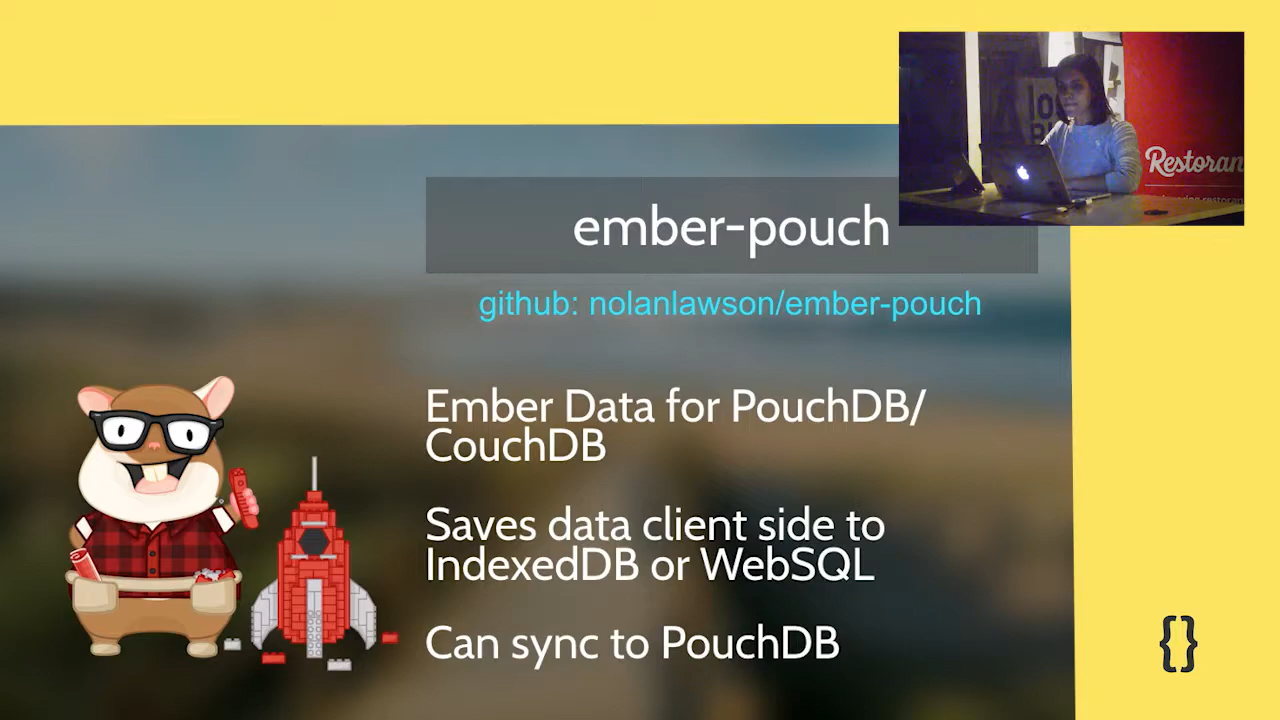 ember-pouch
github: nolanlawson/ember-pouch
Ember Data for PouchDB/
CouchDB
Saves data client side to
IndexedDB or WebSQL
Can sync to PouchDB
{}
Restoran